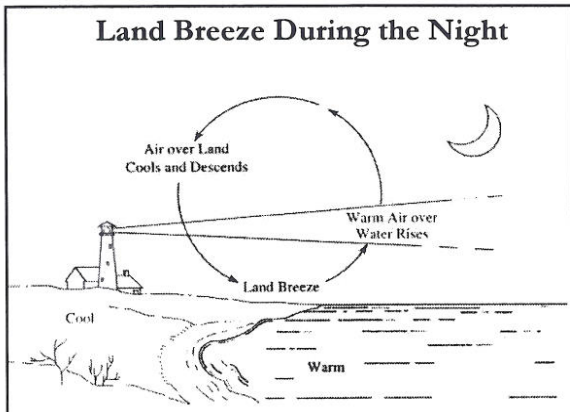 Land Breeze During the Night
Air over Land
Cools and Descends
Warm Air over
Water Rises
Land Breeze
Cool
Warm